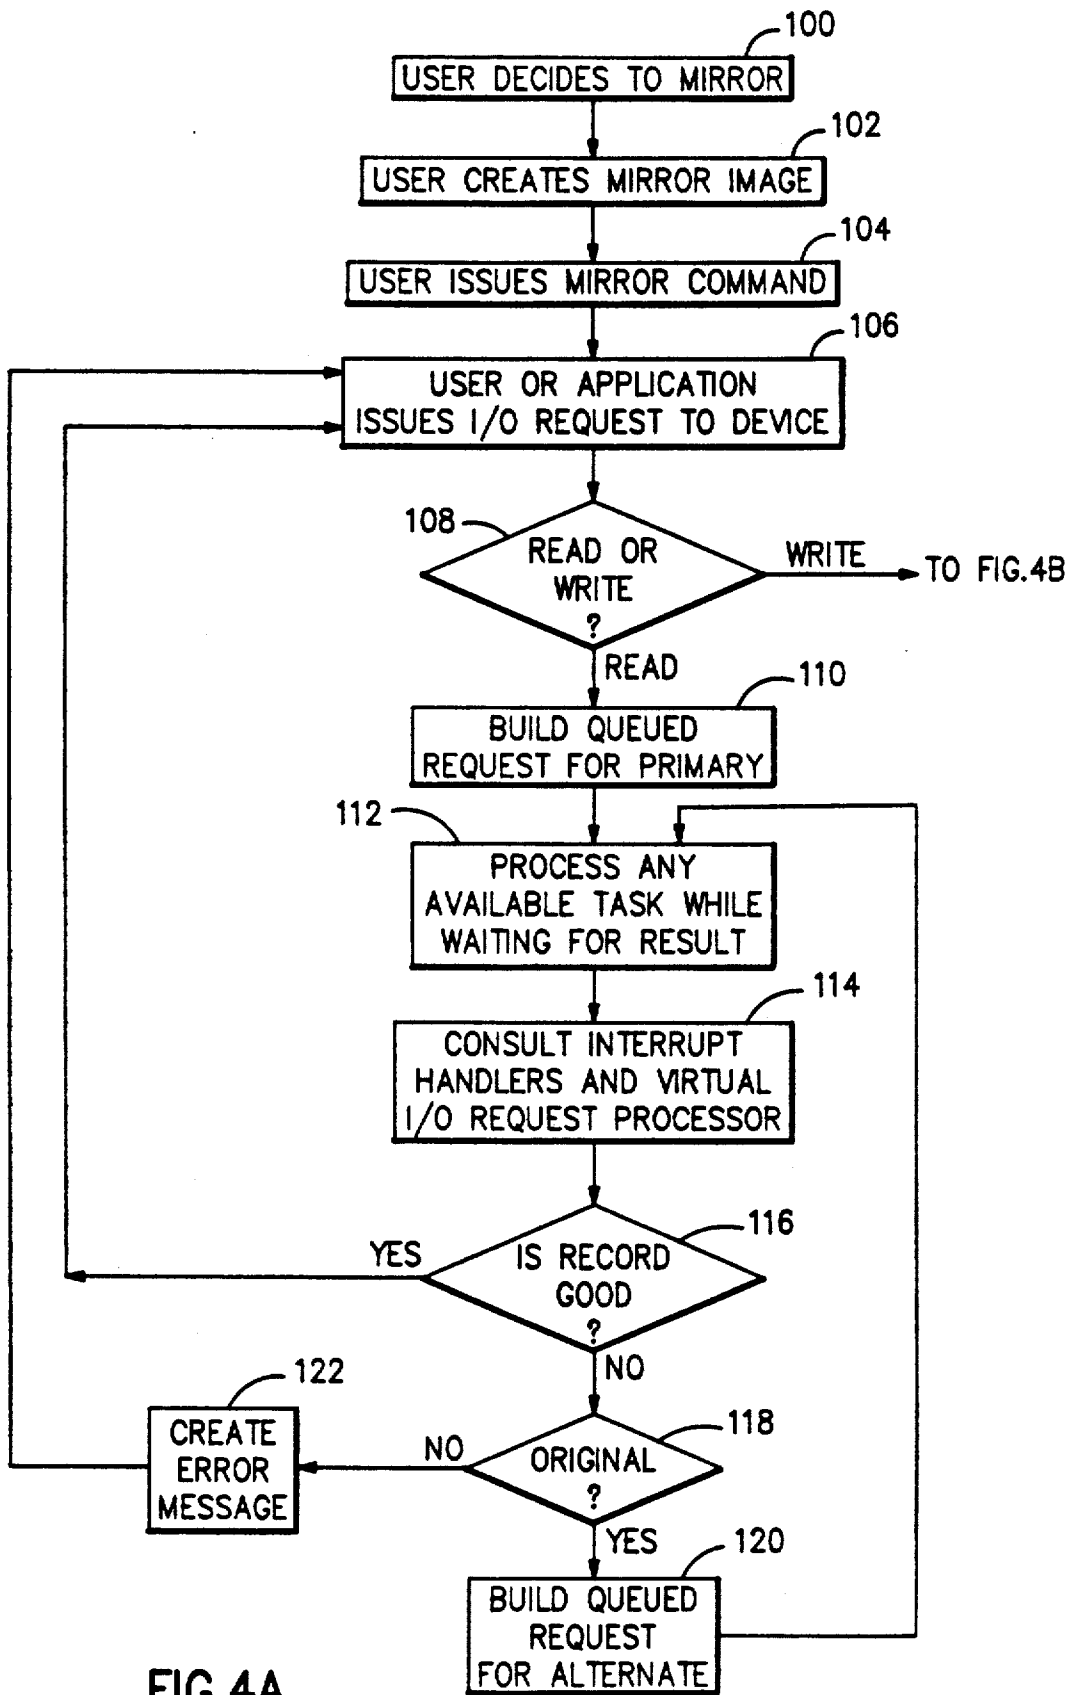 100
USER DECIDES TO MIRROR
102
USER CREATES MIRROR IMAGE
104
USER ISSUES MIRROR COMMAND
106
USER OR APPLICATION
ISSUES I/O REQUEST TO DEVICE
108
READ OR
WRITE
?
WRITE
TO FIG.4B
READ
110
BUILD QUEUED
REQUEST FOR PRIMARY
112
PROCESS ANY
AVAILABLE TASK WHILE
WAITING FOR RESULT
114
CONSULT INTERRUPT
HANDLERS AND VIRTUAL
I/O REQUEST PROCESSOR
116
YES
IS RECORD
GOOD
?
NO
122
CREATE
ERROR
MESSAGE
NO
118
ORIGINAL
?
YES
120
BUILD QUEUED
REQUEST
FOR ALTERNATE
FIG.4A